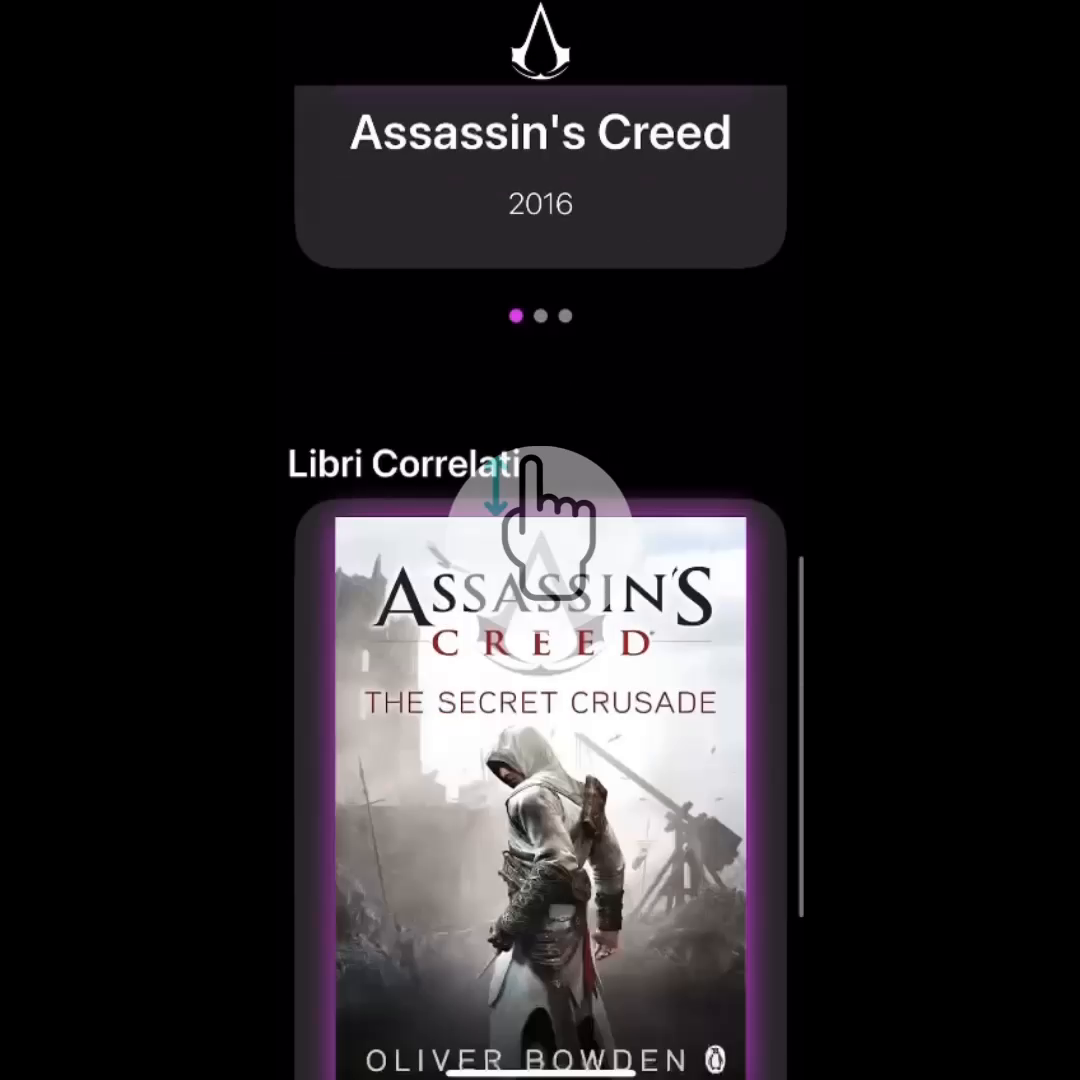 Assassin's Creed
2016
Libri Correlati
ASSASSIN'S
CREED
THE SECRET CRUSADE
OLIVER BOWDEN